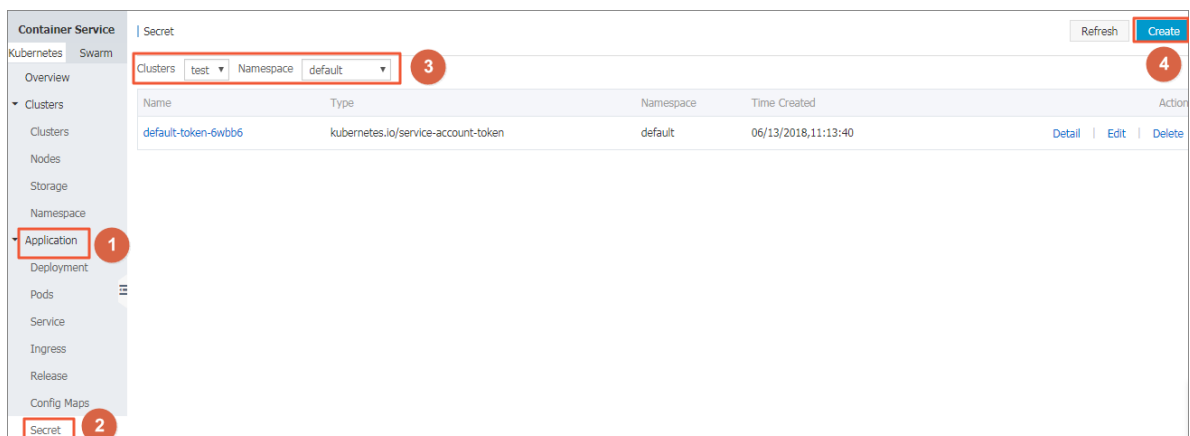 Container Service
Kubernetes Swarm
Overview
Clusters
Clusters
Nodes
Storage
Namespace
Application 1
Deployment
Pods
Service
Ingress
Release
Config Maps
Secret 2
Secret Refresh Create
4
Clusters test Namespace default 3
Name Type Namespace Time Created Action
default-token-6wbb6 kubernetes.io/service-account-token default 06/13/2018,11:13:40 Detail | Edit | Delete